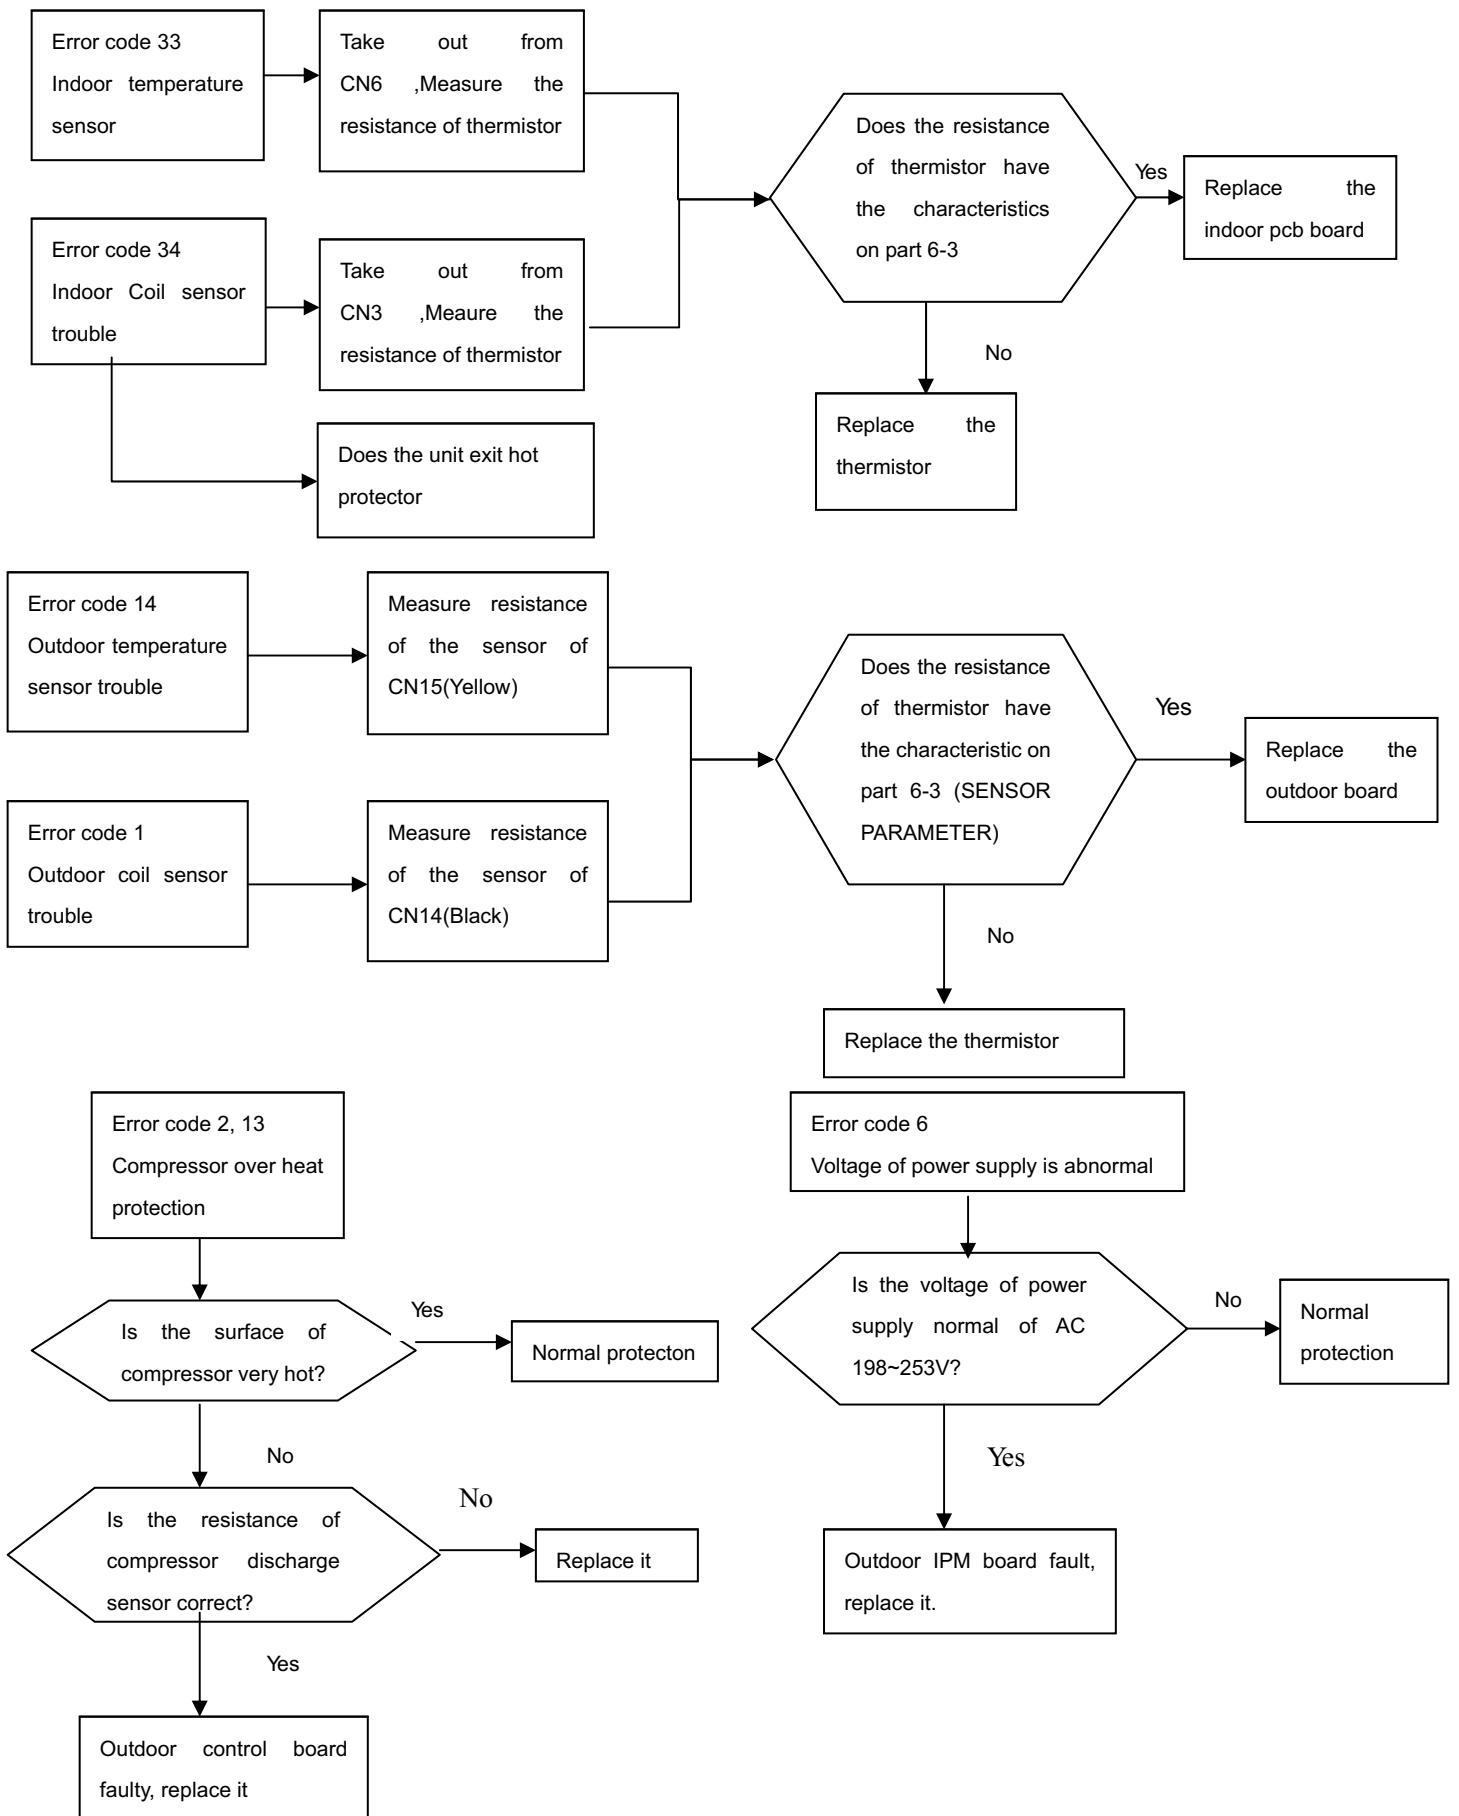 Error code 33
Indoor temperature
sensor
Take out from
CN6 ,Measure the
resistance of thermistor
Does the resistance
of thermistor have
the characteristics
on part 6-3
Yes
Replace the
indoor pcb board
Error code 34
Indoor Coil sensor
trouble
Take out from
CN3 ,Meaure the
resistance of thermistor
No
Replace the
thermistor
Does the unit exit hot
protector
Error code 14
Outdoor temperature
sensor trouble
Measure resistance
of the sensor of
CN15(Yellow)
Does the resistance
of thermistor have
the characteristic on
part 6-3 (SENSOR
PARAMETER)
Yes
Replace the
outdoor board
Error code 1
Outdoor coil sensor
trouble
Measure resistance
of the sensor of
CN14(Black)
No
Replace the thermistor
Error code 2, 13
Compressor over heat
protection
Is the surface of
compressor very hot?
Yes
Normal protecton
No
Is the resistance of
compressor discharge
sensor correct?
No
Replace it
Yes
Outdoor control board
faulty, replace it
Error code 6
Voltage of power supply is abnormal
Is the voltage of power
supply normal of AC
198~253V?
No
Normal
protection
Yes
Outdoor IPM board fault,
replace it.